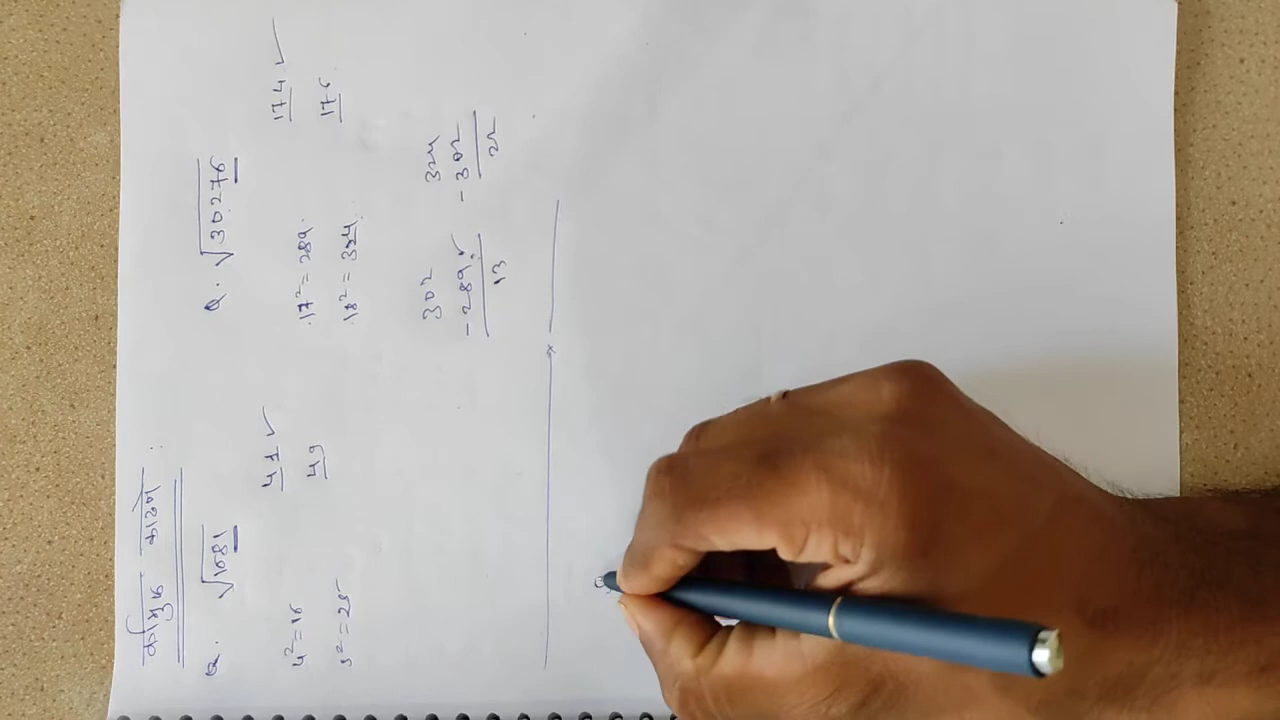 वर्गमुळ काढणे :
Q. √1681
41 ✓
49
4² = 16
5² = 25
Q. √30276
174 ✓
176
17² = 289
18² = 324
302
- 289
13
324
- 302
22